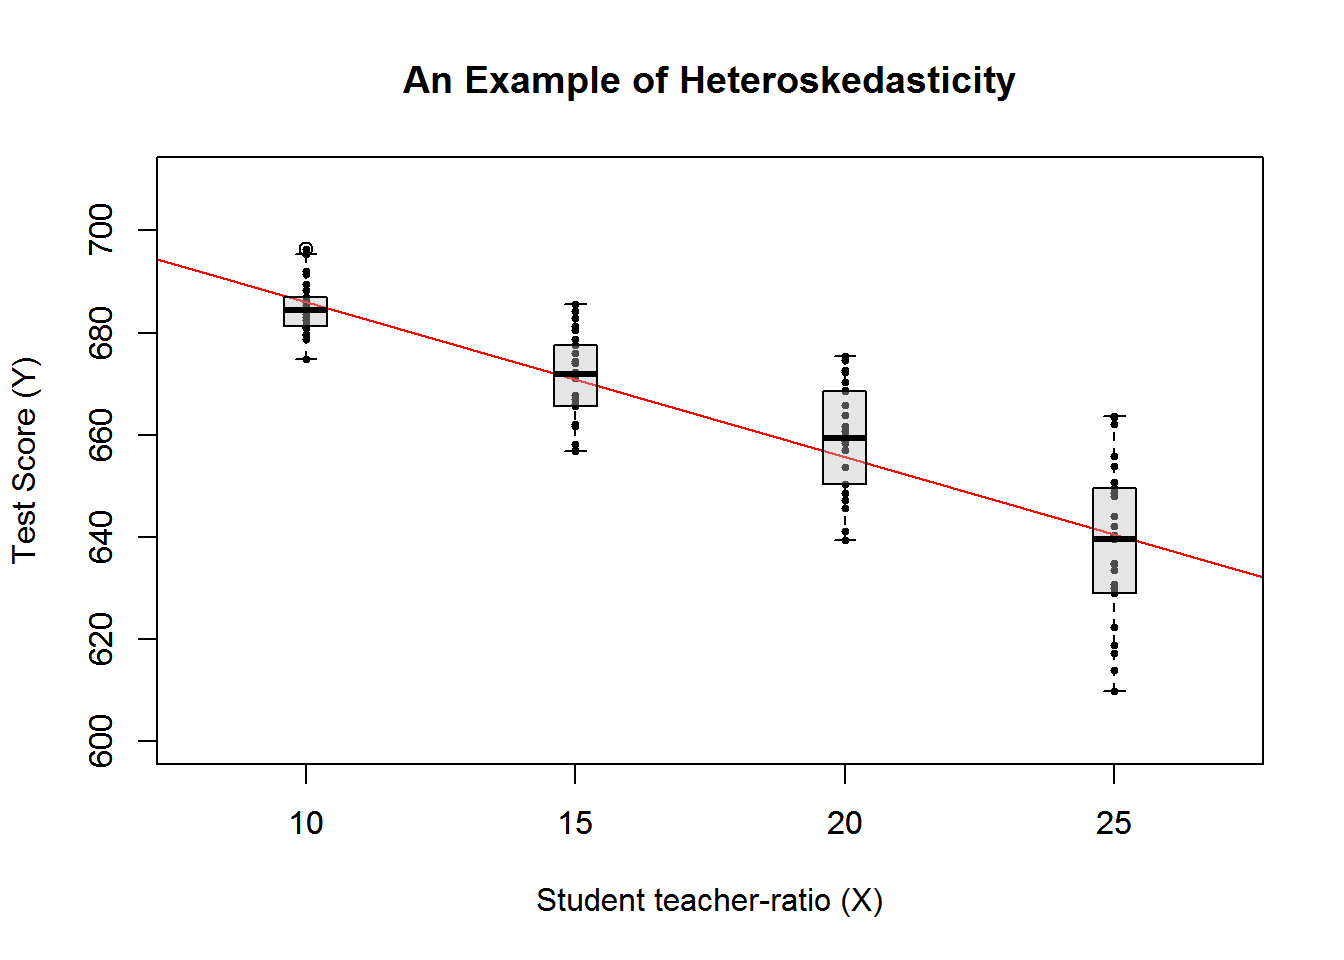 An Example of Heteroskedasticity
700
680
660
640
620
600
Test Score (Y)
10 15 20 25
Student teacher-ratio (X)